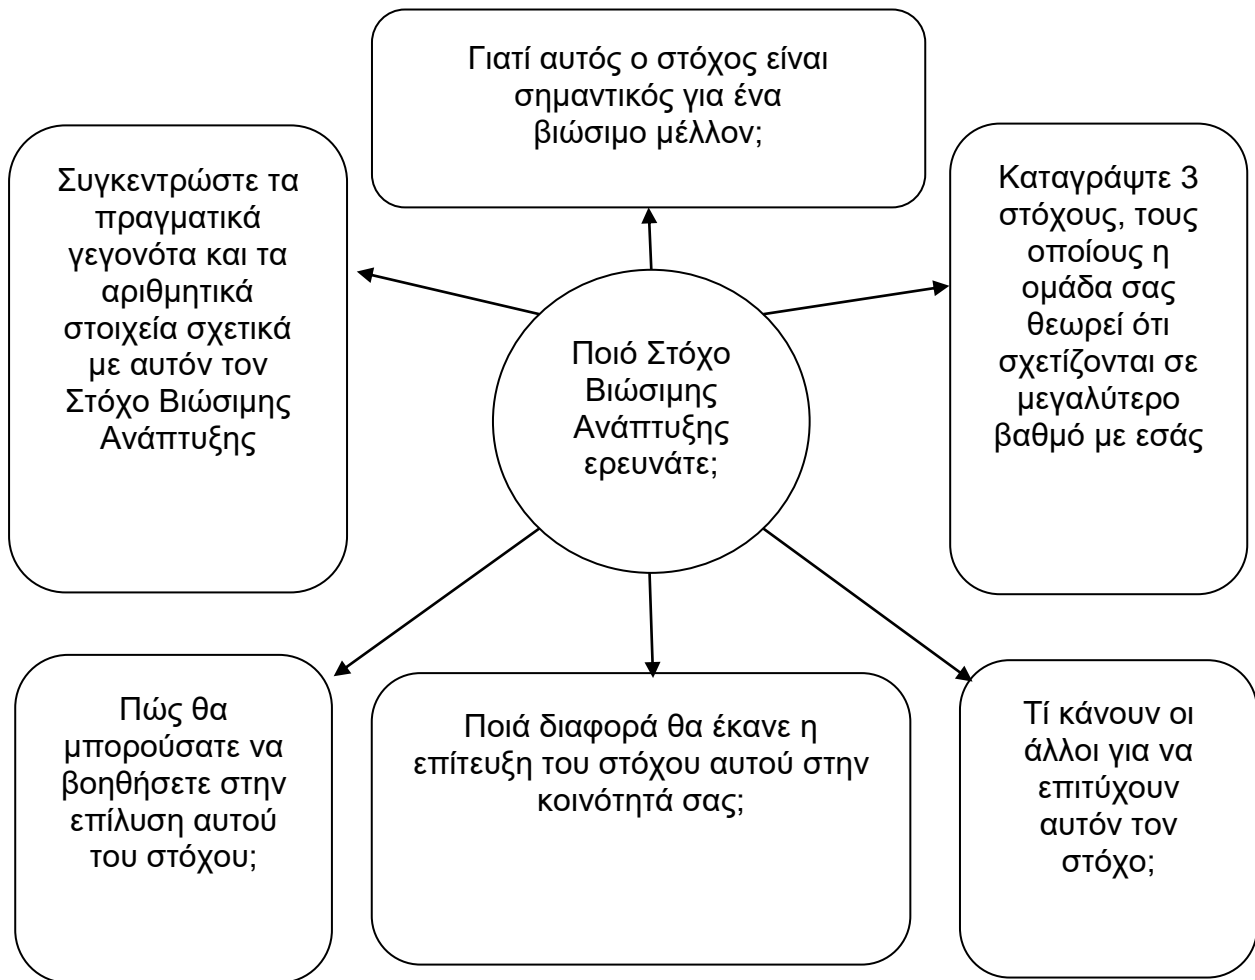 Γιατί αυτός ο στόχος είναι
σημαντικός για ένα
βιώσιμο μέλλον;
Συγκεντρώστε τα
πραγματικά
γεγονότα και τα
αριθμητικά
στοιχεία σχετικά
με αυτόν τον
Στόχο Βιώσιμης
Ανάπτυξης
Ποιό Στόχο
Βιώσιμης
Ανάπτυξης
ερευνάτε;
Καταγράψτε 3
στόχους, τους
οποίους η
ομάδα σας
θεωρεί ότι
σχετίζονται σε
μεγαλύτερο
βαθμό με εσάς
Πώς θα
μπορούσατε να
βοηθήσετε στην
επίλυση αυτού
του στόχου;
Ποιά διαφορά θα έκανε η
επίτευξη του στόχου αυτού στην
κοινότητά σας;
Τί κάνουν οι
άλλοι για να
επιτύχουν
αυτόν τον
στόχο;